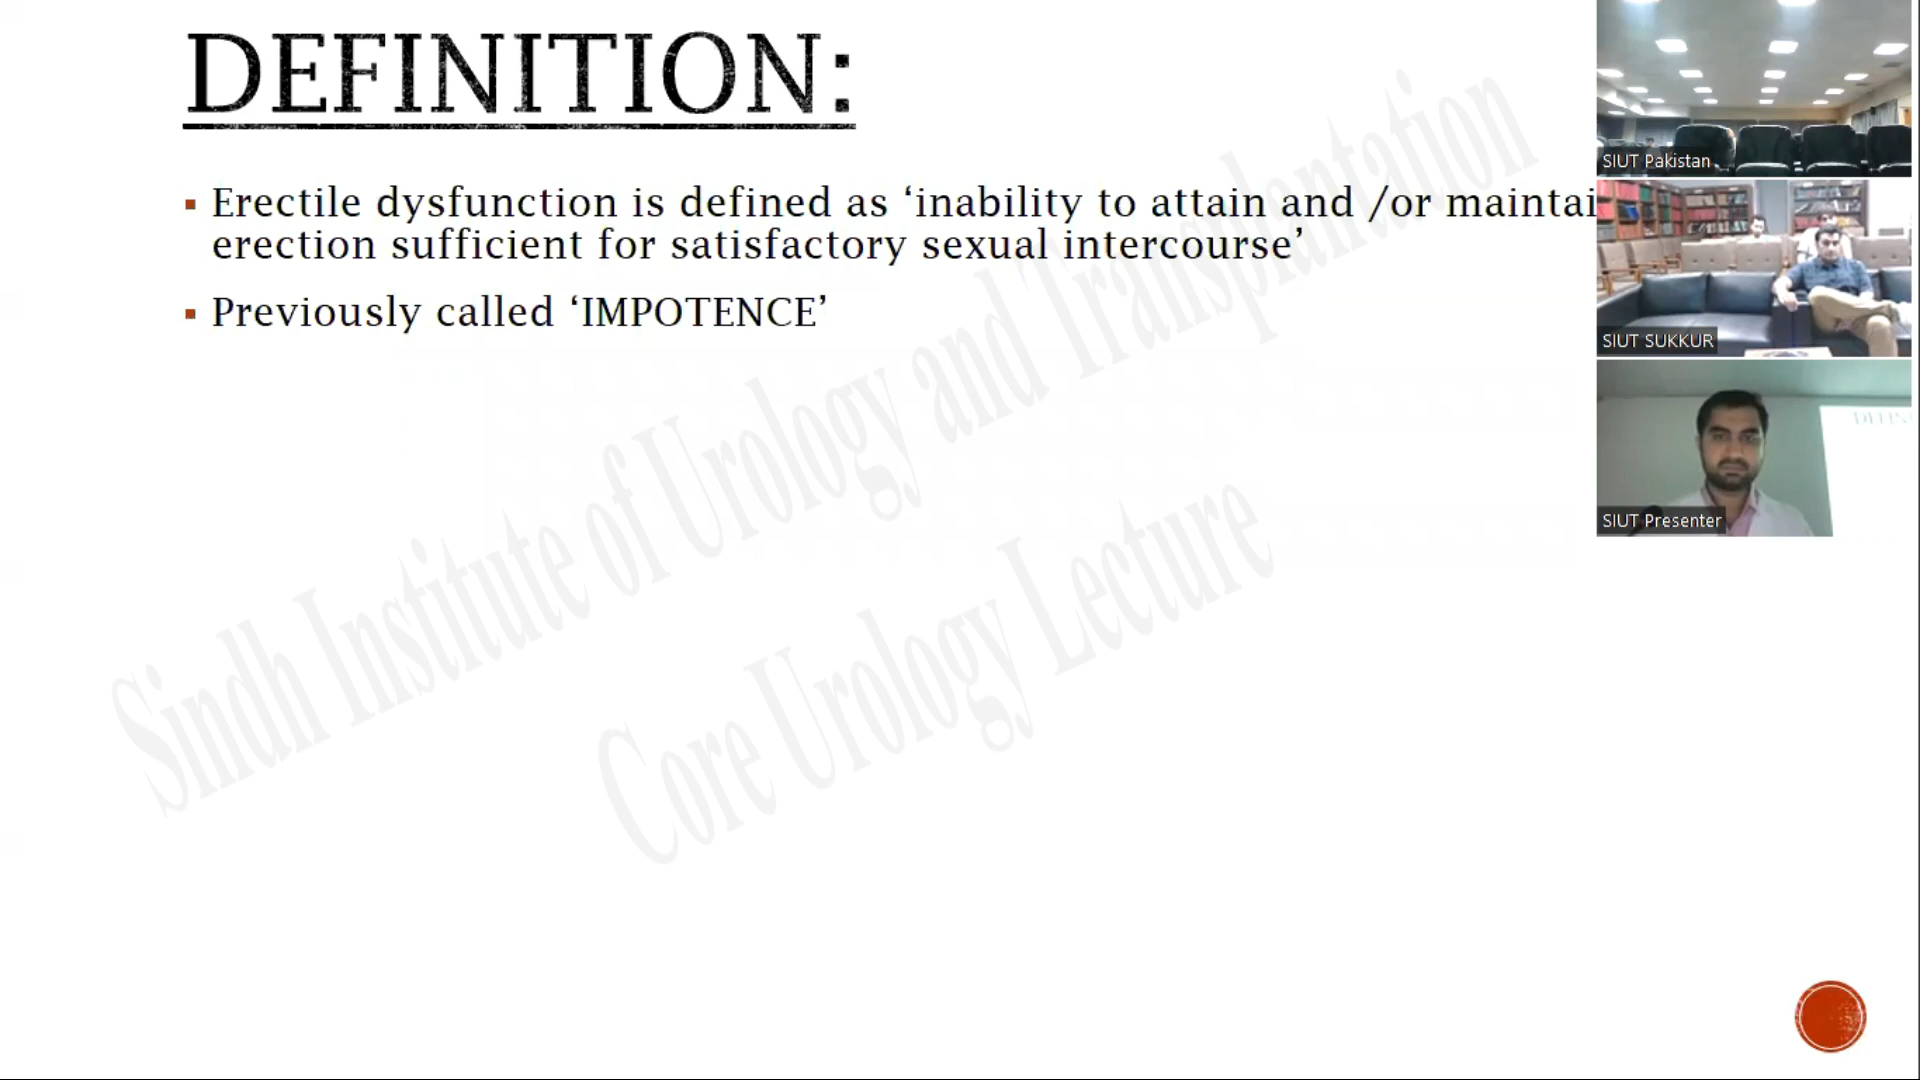 DEFINITION:
Erectile dysfunction is defined as ‘inability to attain and /or maintai
erection sufficient for satisfactory sexual intercourse’
Previously called ‘IMPOTENCE’
Sindh Institute of Urology and Transplantation
Core Urology Lecture
SIUT Pakistan
SIUT SUKKUR
SIUT Presenter